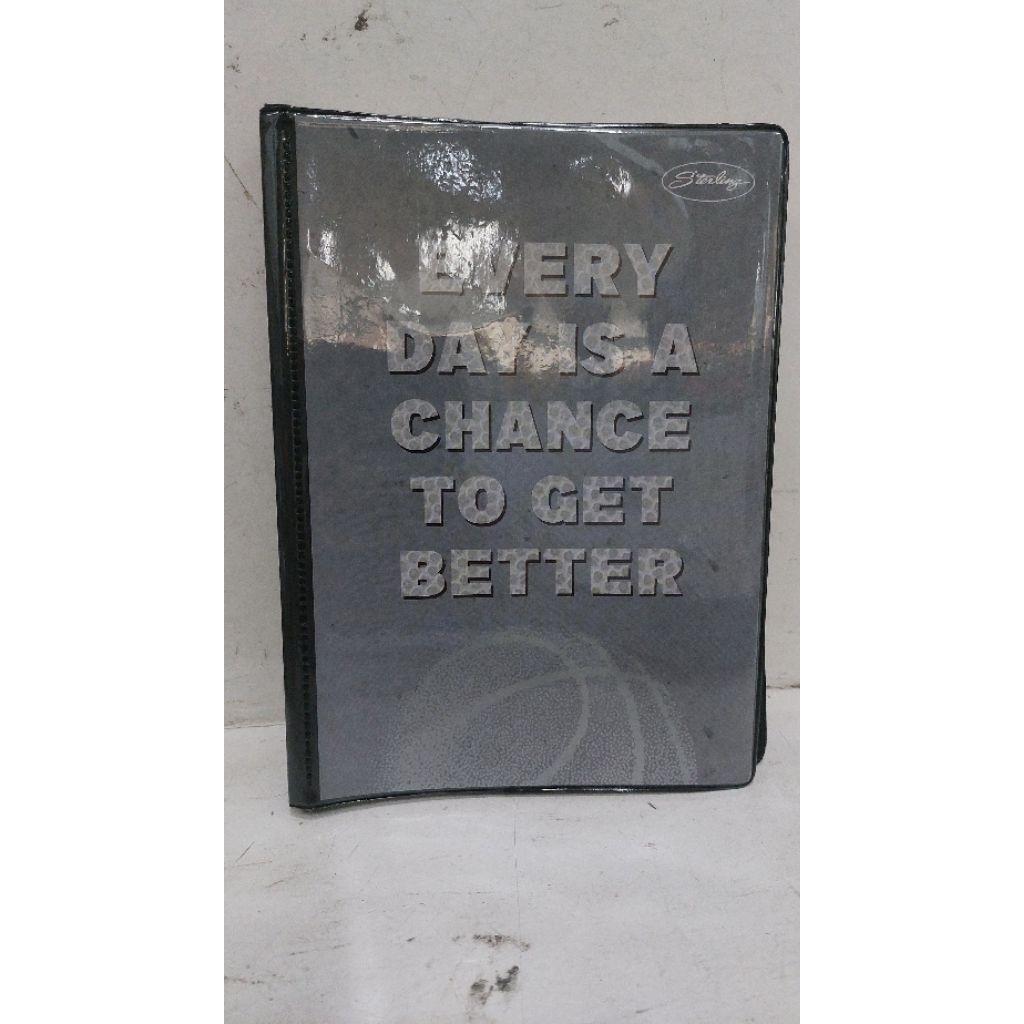 Sterling
EVERY
DAY IS A
CHANCE
TO GET
BETTER